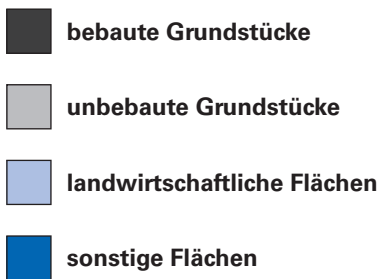 bebaute Grundstücke
unbebaute Grundstücke
landwirtschaftliche Flächen
sonstige Flächen